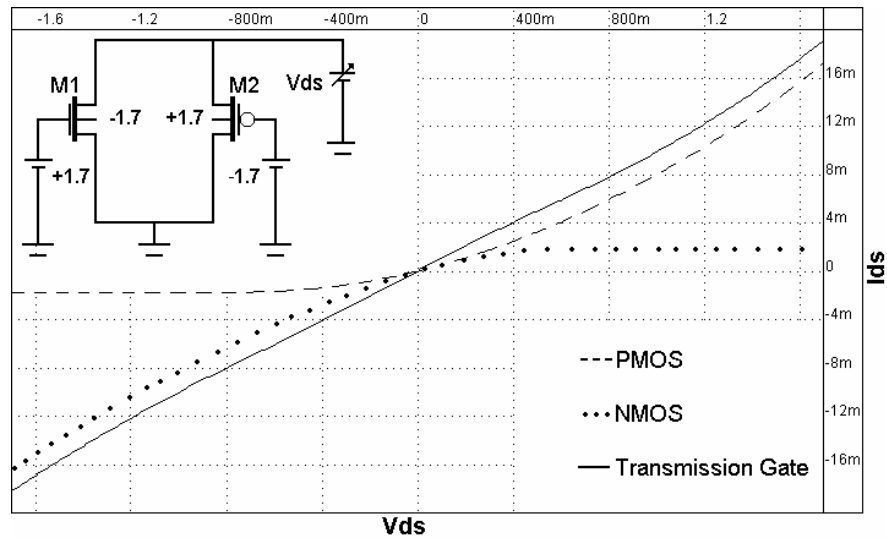 -1.6 -1.2 -800m -400m 0 400m 800m 1.2
M1 M2 Vds
-1.7 +1.7
+1.7 -1.7
16m
12m
8m
4m
0
-4m
-8m
-12m
-16m
Ids
PMOS
NMOS
Transmission Gate
Vds